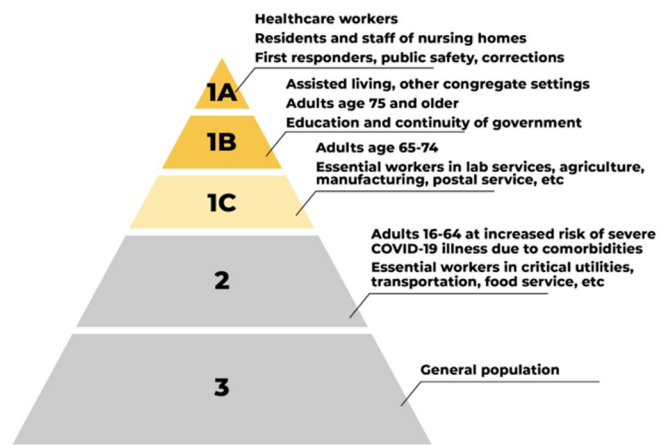 Healthcare workers
Residents and staff of nursing homes
First responders, public safety, corrections
1A
Assisted living, other congregate settings
Adults age 75 and older
Education and continuity of government
1B
Adults age 65-74
Essential workers in lab services, agriculture,
manufacturing, postal service, etc
1C
Adults 16-64 at increased risk of severe
COVID-19 illness due to comorbidities
Essential workers in critical utilities,
transportation, food service, etc
2
General population
3